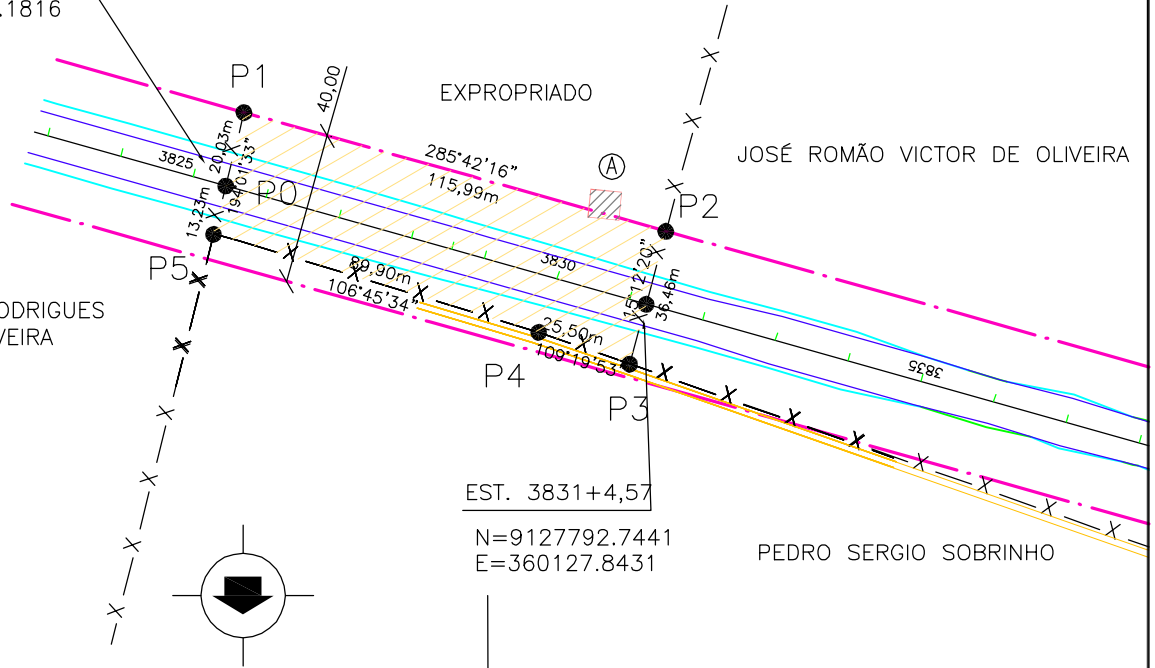 .1816
P1
40,00
EXPROPRIADO
20,03m
194°01'33"
3825
P0
285°42'16"
115,99m
A
JOSÉ ROMÃO VICTOR DE OLIVEIRA
P2
13,23m
P5
89,90m
106°45'34"
3830
15°12'20"
36,46m
25,50m
109°19'53"
3835
ODRIGUES
VEIRA
P4
P3
EST. 3831+4,57
N=9127792.7441
E=360127.8431
PEDRO SERGIO SOBRINHO